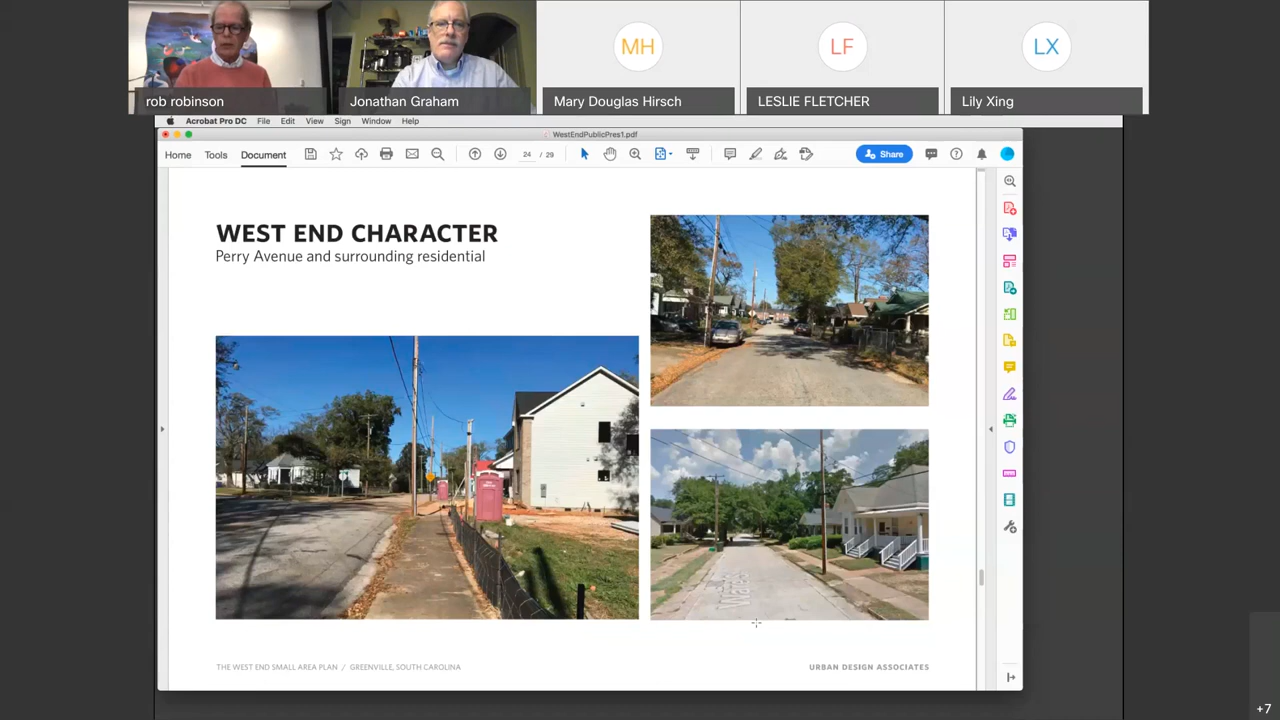 MH
LF
LX
rob robinson
Jonathan Graham
Mary Douglas Hirsch
LESLIE FLETCHER
Lily Xing
Acrobat Pro DC File Edit View Sign Window Help
WestEndPublicPres1.pdf
Home Tools Document 24 / 29 Share
WEST END CHARACTER
Perry Avenue and surrounding residential
THE WEST END SMALL AREA PLAN / GREENVILLE, SOUTH CAROLINA
URBAN DESIGN ASSOCIATES
+7